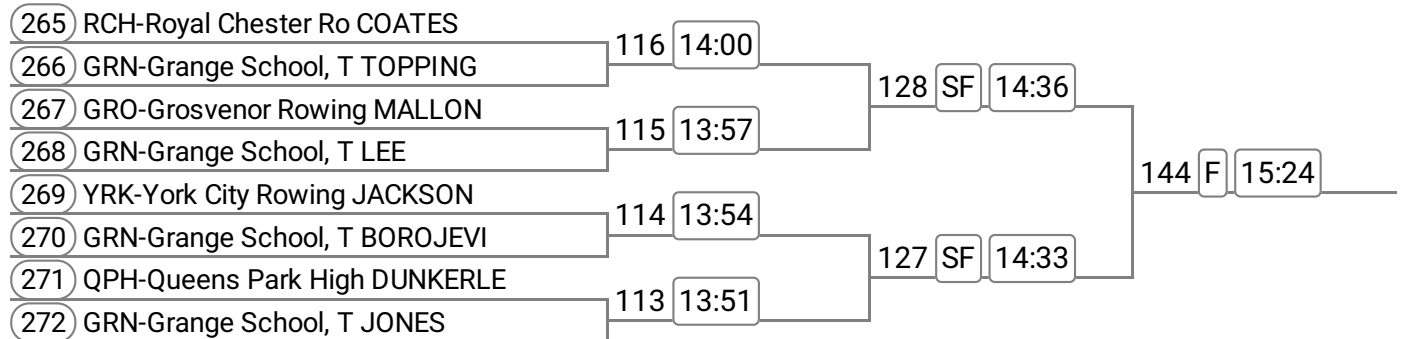 265 RCH-Royal Chester Ro COATES
116 14:00
266 GRN-Grange School, T TOPPING
128 SF 14:36
267 GRO-Grosvenor Rowing MALLON
115 13:57
268 GRN-Grange School, T LEE
144 F 15:24
269 YRK-York City Rowing JACKSON
114 13:54
270 GRN-Grange School, T BOROJEVI
127 SF 14:33
271 QPH-Queens Park High DUNKERLE
113 13:51
272 GRN-Grange School, T JONES